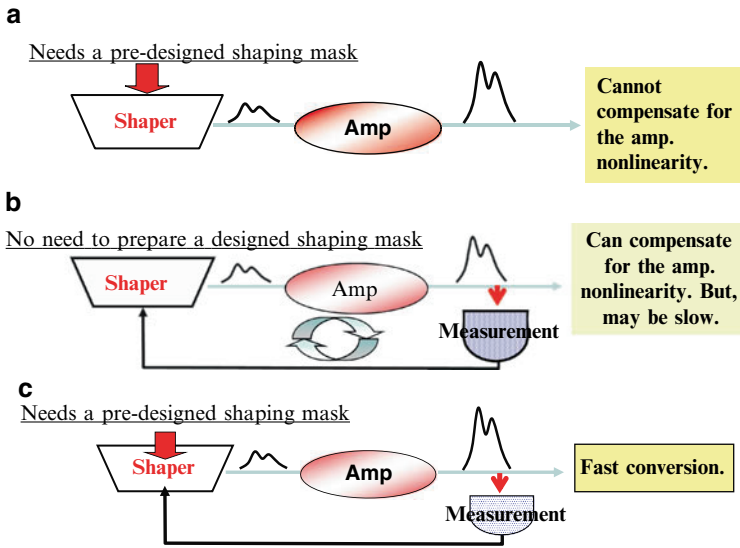 a
Needs a pre-designed shaping mask
Shaper
Amp
Cannot
compensate for
the amp.
nonlinearity.
b
No need to prepare a designed shaping mask
Shaper
Amp
Measurement
Can compensate
for the amp.
nonlinearity. But,
may be slow.
c
Needs a pre-designed shaping mask
Shaper
Amp
Measurement
Fast conversion.